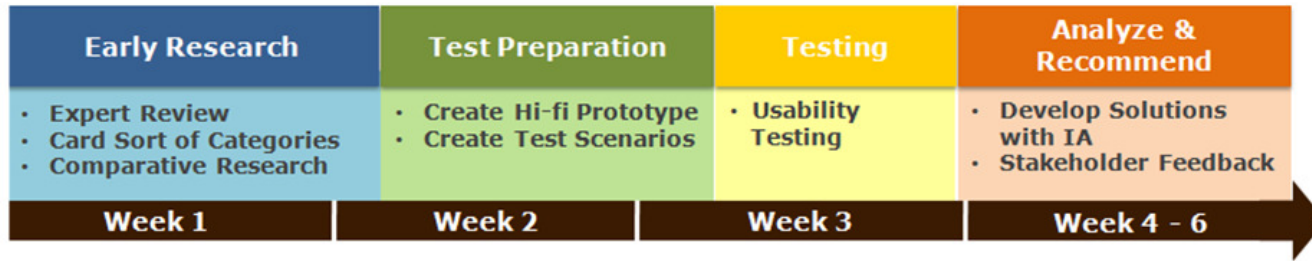 Early Research
Test Preparation
Testing
Analyze &
Recommend
· Expert Review
· Card Sort of Categories
· Comparative Research
· Create Hi-fi Prototype
· Create Test Scenarios
· Usability
Testing
· Develop Solutions
with IA
· Stakeholder Feedback
Week 1
Week 2
Week 3
Week 4 - 6